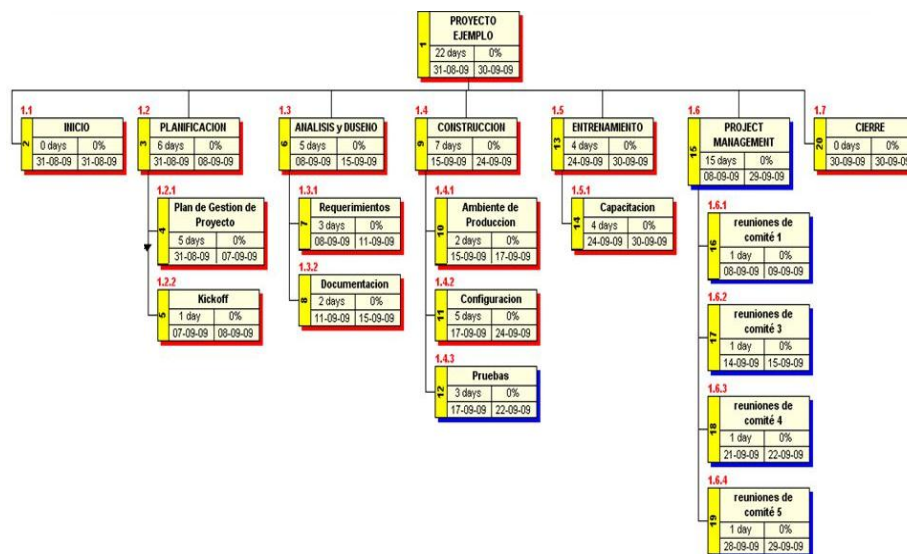 1
PROYECTO
EJEMPLO
22 days 0%
31-08-09 30-09-09
1.1
2
INICIO
0 days 0%
31-08-09 31-08-09
1.2
3
PLANIFICACION
6 days 0%
31-08-09 08-09-09
1.3
6
ANALISIS y DUSENO
5 days 0%
08-09-09 15-09-09
1.4
9
CONSTRUCCION
7 days 0%
15-09-09 24-09-09
1.5
13
ENTRENAMIENTO
4 days 0%
24-09-09 30-09-09
1.6
15
PROJECT
MANAGEMENT
15 days 0%
08-09-09 29-09-09
1.7
20
CIERRE
0 days 0%
30-09-09 30-09-09
1.2.1
4
Plan de Gestion de
Proyecto
5 days 0%
31-08-09 07-09-09
1.2.2
5
Kickoff
1 day 0%
07-09-09 08-09-09
1.3.1
7
Requerimientos
3 days 0%
08-09-09 11-09-09
1.3.2
8
Documentacion
2 days 0%
11-09-09 15-09-09
1.4.1
10
Ambiente de
Produccion
2 days 0%
15-09-09 17-09-09
1.4.2
11
Configuracion
5 days 0%
17-09-09 24-09-09
1.4.3
12
Pruebas
3 days 0%
17-09-09 22-09-09
1.5.1
14
Capacitacion
4 days 0%
24-09-09 30-09-09
1.6.1
16
reuniones de
comité 1
1 day 0%
08-09-09 09-09-09
1.6.2
17
reuniones de
comité 3
1 day 0%
14-09-09 15-09-09
1.6.3
18
reuniones de
comité 4
1 day 0%
21-09-09 22-09-09
1.6.4
19
reuniones de
comité 5
1 day 0%
28-09-09 29-09-09